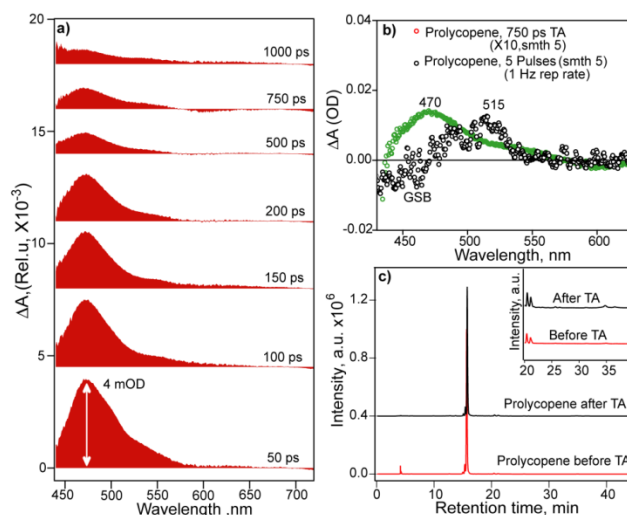 a)
20
15
10
5
0
ΔA,(Rel.u, X10⁻³)
1000 ps
750 ps
500 ps
200 ps
150 ps
100 ps
4 mOD
50 ps
450 500 550 600 650 700
Wavelength ,nm
b)
Prolycopene, 750 ps TA
(X10,smth 5)
Prolycopene, 5 Pulses (smth 5)
(1 Hz rep rate)
0.04
0.02
0.00
-0.02
ΔA (OD)
470
515
GSB
450 500 550 600
Wavelength, nm
c)
1.2
0.8
0.4
0.0
Intensity, a.u. x10⁶
Intensity, a.u.
After TA
Before TA
20 25 30 35
Prolycopene after TA
Prolycopene before TA
0 10 20 30 40
Retention time, min